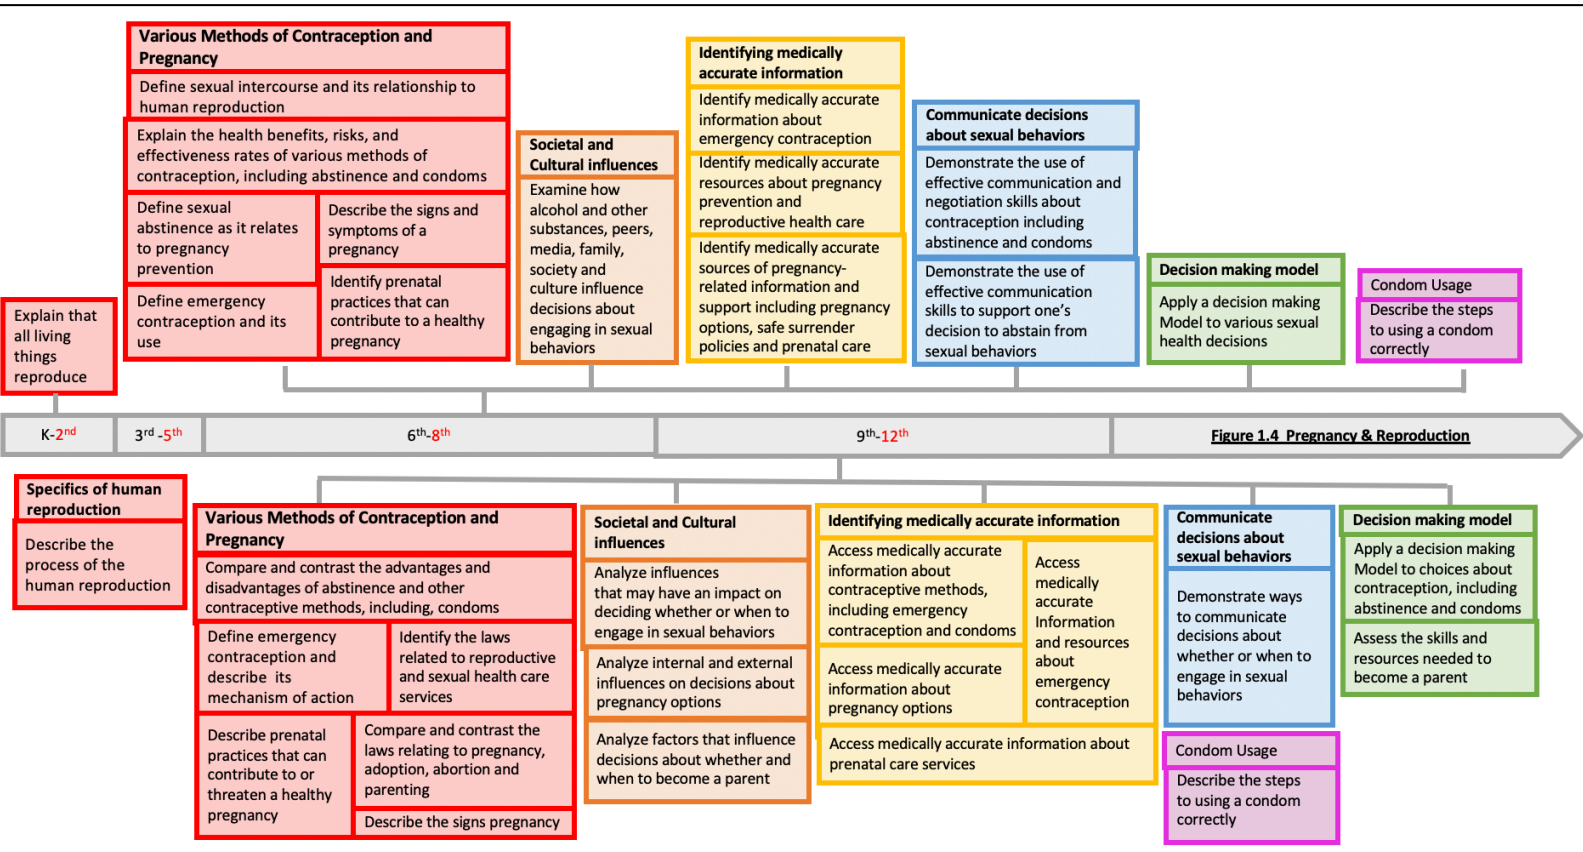 Various Methods of Contraception and
Pregnancy
Define sexual intercourse and its relationship to
human reproduction
Explain the health benefits, risks, and
effectiveness rates of various methods of
contraception, including abstinence and condoms
Define sexual
abstinence as it relates
to pregnancy
prevention
Describe the signs and
symptoms of a
pregnancy
Define emergency
contraception and its
use
Identify prenatal
practices that can
contribute to a healthy
pregnancy
Societal and
Cultural influences
Examine how
alcohol and other
substances, peers,
media, family,
society and
culture influence
decisions about
engaging in sexual
behaviors
Identifying medically
accurate information
Identify medically accurate
information about
emergency contraception
Identify medically accurate
resources about pregnancy
prevention and
reproductive health care
Identify medically accurate
sources of pregnancy-
related information and
support including pregnancy
options, safe surrender
policies and prenatal care
Communicate decisions
about sexual behaviors
Demonstrate the use of
effective communication and
negotiation skills about
contraception including
abstinence and condoms
Demonstrate the use of
effective communication
skills to support one’s
decision to abstain from
sexual behaviors
Decision making model
Apply a decision making
Model to various sexual
health decisions
Condom Usage
Describe the steps
to using a condom
correctly
Explain that
all living
things
reproduce
K-2nd
3rd -5th
6th-8th
9th-12th
Figure 1.4 Pregnancy & Reproduction
Specifics of human
reproduction
Describe the
process of the
human reproduction
Various Methods of Contraception and
Pregnancy
Compare and contrast the advantages and
disadvantages of abstinence and other
contraceptive methods, including, condoms
Define emergency
contraception and
describe its
mechanism of action
Identify the laws
related to reproductive
and sexual health care
services
Describe prenatal
practices that can
contribute to or
threaten a healthy
pregnancy
Compare and contrast the
laws relating to pregnancy,
adoption, abortion and
parenting
Describe the signs pregnancy
Societal and Cultural
influences
Analyze influences
that may have an impact on
deciding whether or when to
engage in sexual behaviors
Analyze internal and external
influences on decisions about
pregnancy options
Analyze factors that influence
decisions about whether and
when to become a parent
Identifying medically accurate information
Access medically accurate
information about
contraceptive methods,
including emergency
contraception and condoms
Access medically accurate
information about
pregnancy options
Access
medically
accurate
Information
and resources
about
emergency
contraception
Access medically accurate information about
prenatal care services
Communicate
decisions about
sexual behaviors
Demonstrate ways
to communicate
decisions about
whether or when to
engage in sexual
behaviors
Condom Usage
Describe the steps
to using a condom
correctly
Decision making model
Apply a decision making
Model to choices about
contraception, including
abstinence and condoms
Assess the skills and
resources needed to
become a parent